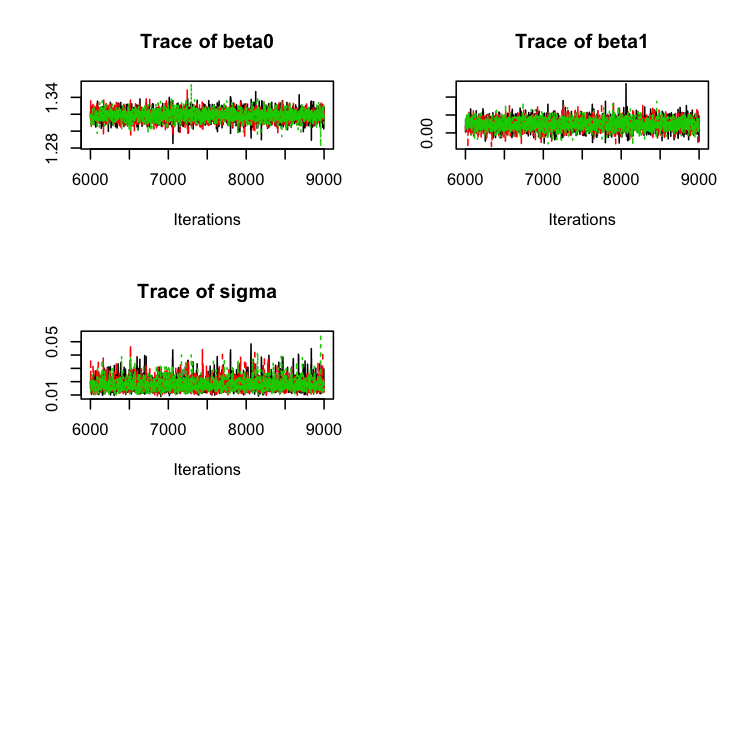 Trace of beta0
1.28 1.34
6000 7000 8000 9000
Iterations
Trace of beta1
0.00
6000 7000 8000 9000
Iterations
Trace of sigma
0.01 0.05
6000 7000 8000 9000
Iterations